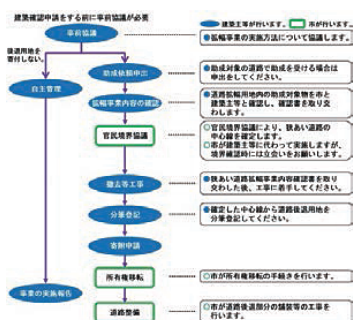 建築確認申請をする前に事前協議が必要
建築主等が行います。
市が行います。
事前協議
●拡幅事業の実施方法について協議します。
後退用地を
寄付しない。
助成依頼申出
●助成対象の道路で助成を受ける場合は
申出をしてください。
自主管理
拡幅事業内容の確認
●道路拡幅用地内の助成対象物を市と
建築主等と確認し、確認書を取り交
わします。
官民境界協議
○官民境界協議により、狭あい道路の
中心線を確定します。
○市が建築主等に代わって実施しますが、
境界確認時には立会いをお願いします。
撤去等工事
●狭あい道路拡幅事業内容確認書を取り
交わした後、工事に着手してください。
分筆登記
●確定した中心線から道路後退用地を
分筆登記してください。
寄附申請
所有権移転
○市が所有権移転の手続きを行います。
事業の実施報告
道路整備
○市が道路後退部分の舗装等の工事を
行います。